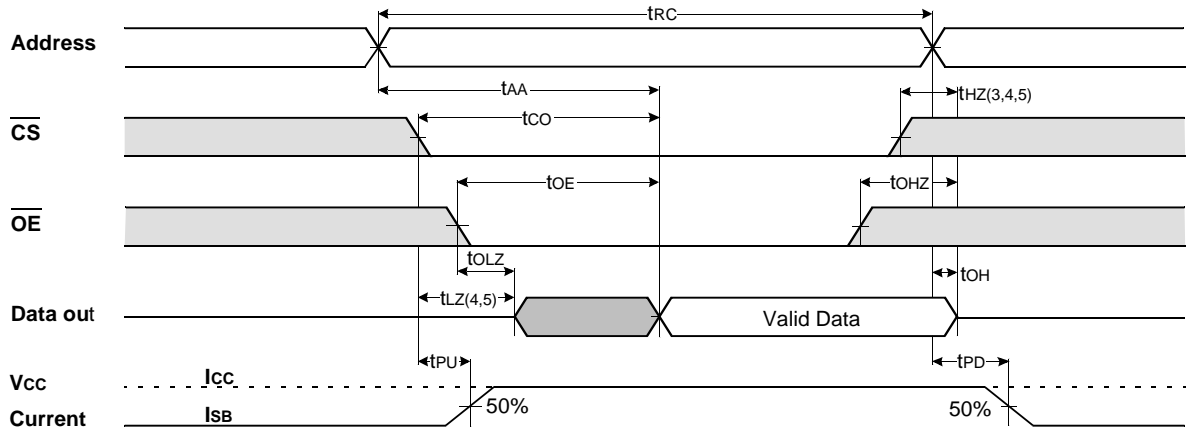 tRC
Address
tAA
tHZ(3,4,5)
tCO
CS
tOE
tOHZ
OE
tOLZ
tOH
tLZ(4,5)
Data out
Valid Data
tPU
tPD
VCC
ICC
50%
50%
Current
ISB